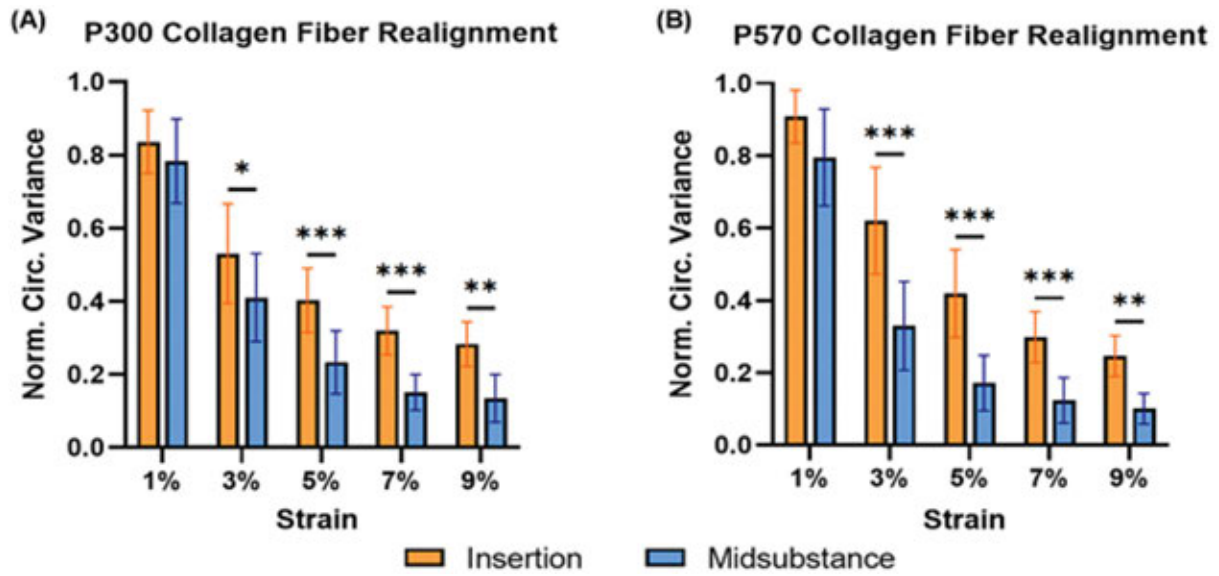 (A) P300 Collagen Fiber Realignment
Norm. Circ. Variance
1.0
0.8
0.6
0.4
0.2
0.0
*
***
***
**
1% 3% 5% 7% 9%
Strain
(B) P570 Collagen Fiber Realignment
Norm. Circ. Variance
1.0
0.8
0.6
0.4
0.2
0.0
***
***
***
**
1% 3% 5% 7% 9%
Strain
Insertion Midsubstance